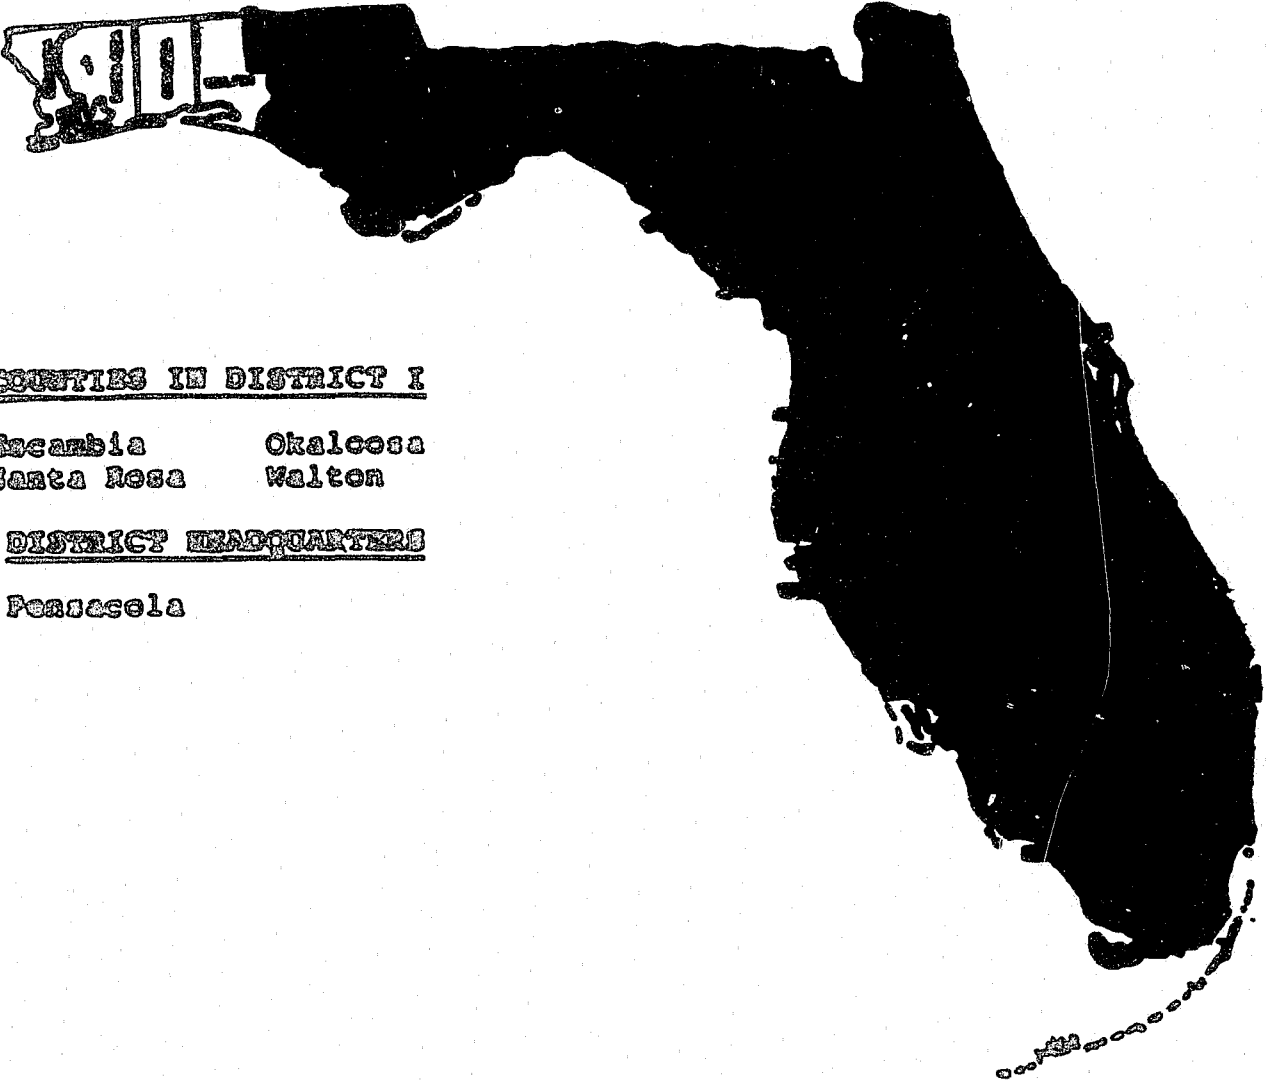 COUNTIES IN DISTRICT I
Escambia Okaloosa
Santa Rosa Walton
DISTRICT HEADQUARTERS
Pensacola